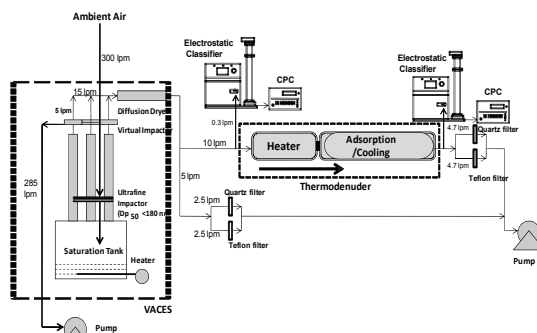 Ambient Air
300 lpm
15 lpm
5 lpm
Diffusion Dryer
Virtual Impactor
285
lpm
Ultrafine
Impactor
(Dp 50 <180 nm)
Saturation Tank
Heater
VACES
Pump
Electrostatic
Classifier
CPC
0.3 lpm
10 lpm
Heater
Adsorption
/Cooling
Thermodenuder
5 lpm
2.5 lpm
Quartz filter
2.5 lpm
Teflon filter
Electrostatic
Classifier
CPC
4.7 lpm
Quartz filter
4.7 lpm
Teflon filter
Pump